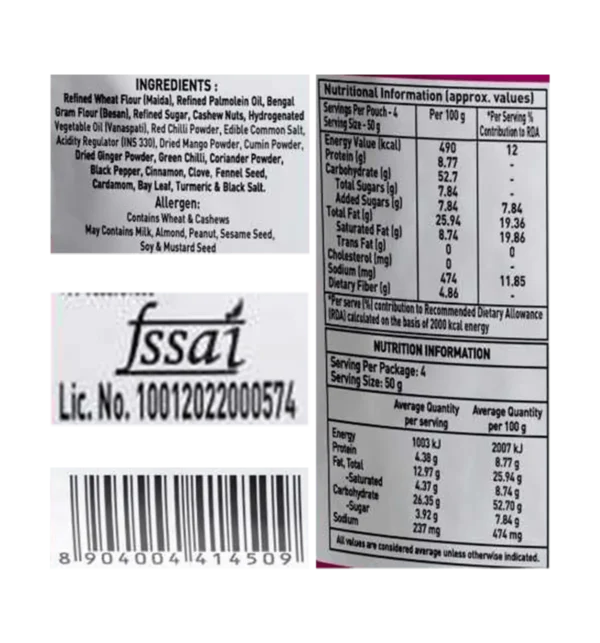 INGREDIENTS :
Refined Wheat Flour (Maida), Refined Palmolein Oil, Bengal
Gram Flour (Besan), Refined Sugar, Cashew Nuts, Hydrogenated
Vegetable Oil (Vanaspati), Red Chilli Powder, Edible Common Salt,
Acidity Regulator (INS 330), Dried Mango Powder, Cumin Powder,
Dried Ginger Powder, Green Chilli, Coriander Powder,
Black Pepper, Cinnamon, Clove, Fennel Seed,
Cardamom, Bay Leaf, Turmeric & Black Salt.
Allergen:
Contains Wheat & Cashews
May Contains Milk, Almond, Peanut, Sesame Seed,
Soy & Mustard Seed
fssai
Lic. No. 10012022000574
8 904004 414509
Nutritional Information (approx. values)
Servings Per Pouch - 4
Serving Size - 50 g
Per 100 g
*Per Serving %
Contribution to RDA
Energy Value (kcal) 490 12
Protein (g) 8.77 -
Carbohydrate (g) 52.7 -
Total Sugars (g) 7.84 -
Added Sugars (g) 7.84 7.84
Total Fat (g) 25.94 19.36
Saturated Fat (g) 8.74 19.86
Trans Fat (g) 0 0
Cholesterol (mg) 0 -
Sodium (mg) 474 11.85
Dietary Fiber (g) 4.86 -
*Per serve (%) contribution to Recommended Dietary Allowance
(RDA) calculated on the basis of 2000 kcal energy
NUTRITION INFORMATION
Serving Per Package: 4
Serving Size: 50 g
Average Quantity per serving
Average Quantity per 100 g
Energy 1003 kJ 2007 kJ
Protein 4.38 g 8.77 g
Fat, Total 12.97 g 25.94 g
-Saturated 4.37 g 8.74 g
Carbohydrate 26.35 g 52.70 g
-Sugar 3.92 g 7.84 g
Sodium 237 mg 474 mg
All values are considered average unless otherwise indicated.